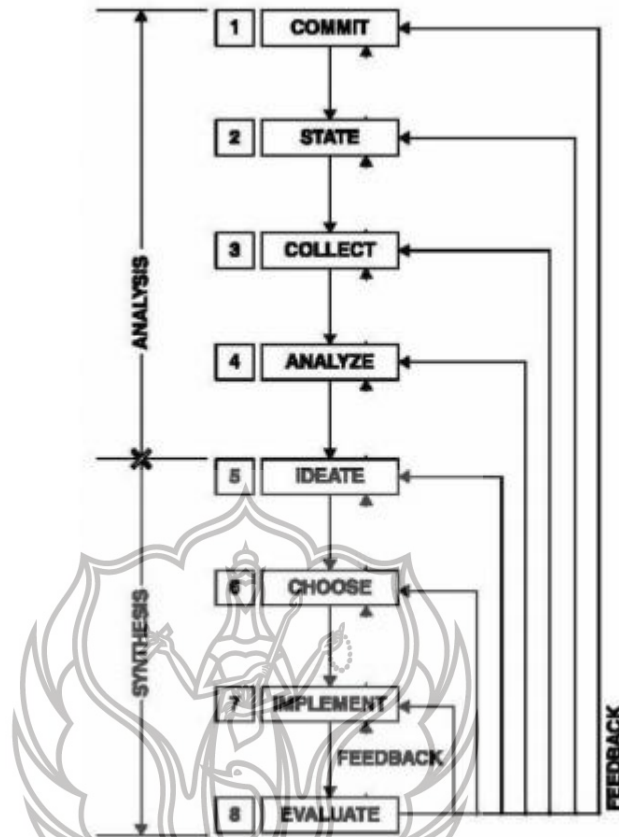 1 COMMIT
2 STATE
3 COLLECT
ANALYSIS
4 ANALYZE
5 IDEATE
6 CHOOSE
SYNTHESIS
7 IMPLEMENT
FEEDBACK
FEEDBACK
8 EVALUATE